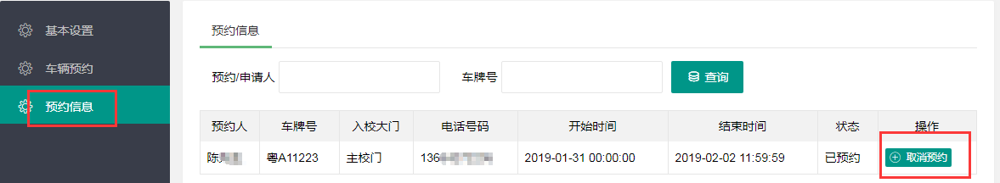 基本设置
车辆预约
预约信息
预约信息
预约/申请人 车牌号 查询
预约人 车牌号 入校大门 电话号码 开始时间 结束时间 状态 操作
陈 粤A11223 主校门 136 2019-01-31 00:00:00 2019-02-02 11:59:59 已预约 取消预约